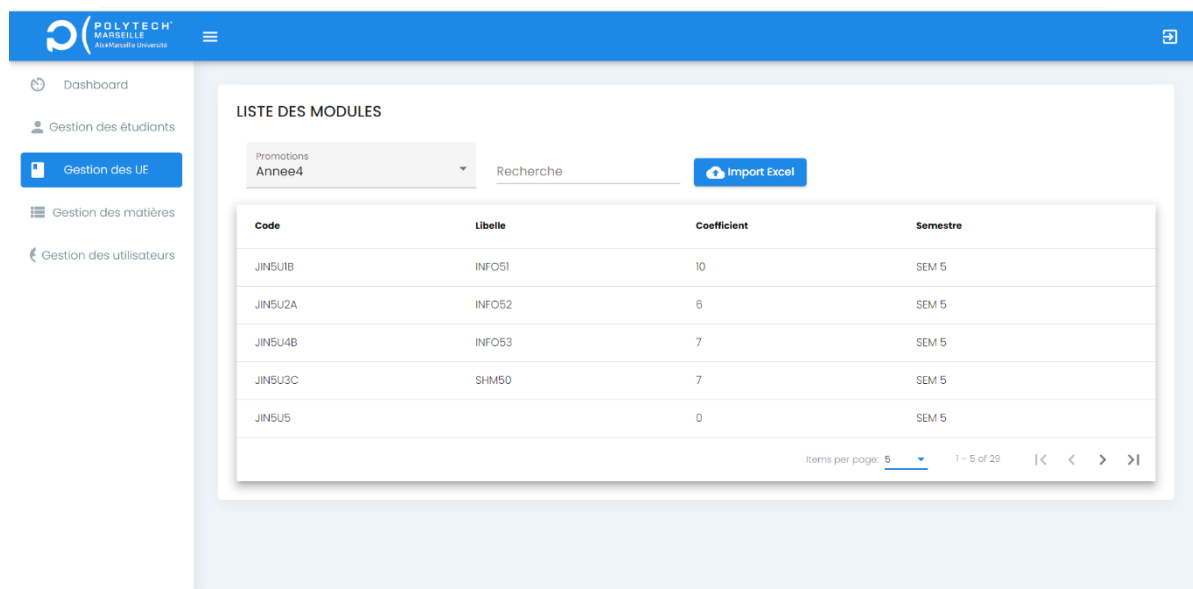 POLYTECH
MARSEILLE
Aix*Marseille Université
Dashboard
Gestion des étudiants
Gestion des UE
Gestion des matières
Gestion des utilisateurs
LISTE DES MODULES
Promotions
Annee4
Recherche
Import Excel
Code Libelle Coefficient Semestre
JIN5U1B INFO51 10 SEM 5
JIN5U2A INFO52 6 SEM 5
JIN5U4B INFO53 7 SEM 5
JIN5U3C SHM50 7 SEM 5
JIN5U5 0 SEM 5
Items per page: 5 1 – 5 of 29